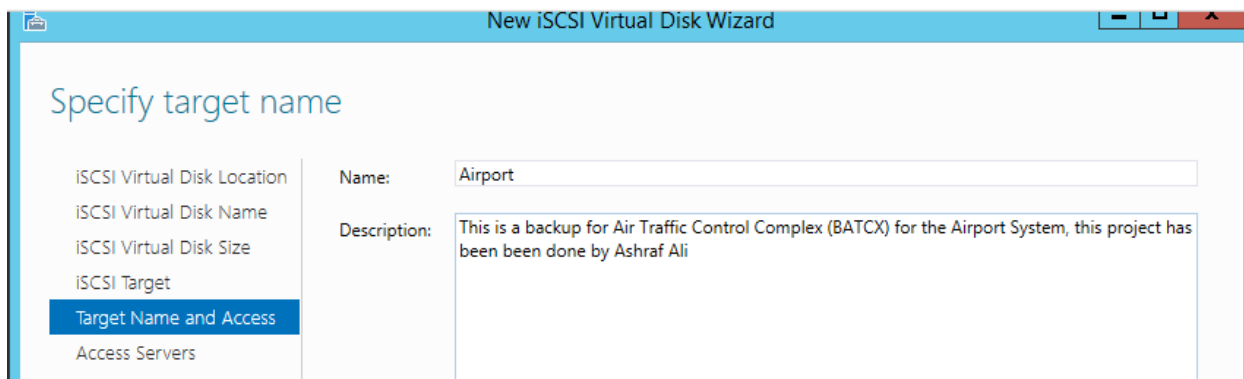 New iSCSI Virtual Disk Wizard
Specify target name
iSCSI Virtual Disk Location
iSCSI Virtual Disk Name
iSCSI Virtual Disk Size
iSCSI Target
Target Name and Access
Access Servers
Name:
Airport
Description:
This is a backup for Air Traffic Control Complex (BATCX) for the Airport System, this project has
been been done by Ashraf Ali